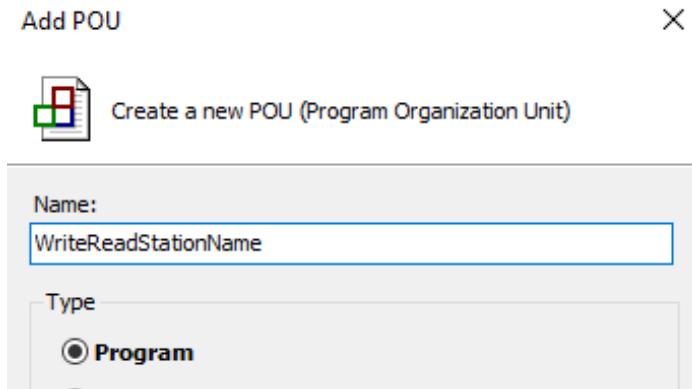 Add POU
Create a new POU (Program Organization Unit)
Name:
WriteReadStationName
Type
Program